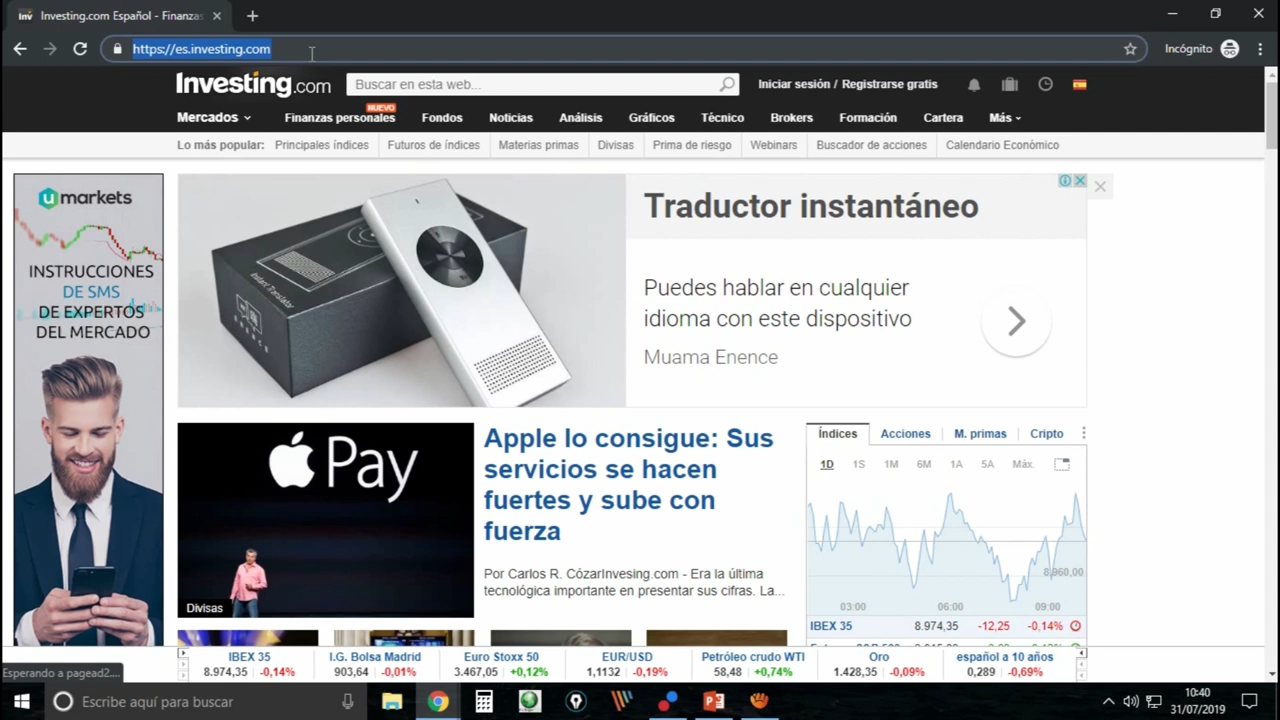 Inv Investing.com Español - Finanzas
https://es.investing.com
Incógnito
Investing.com
Buscar en esta web...
Iniciar sesión / Registrarse gratis
NUEVO
Mercados Finanzas personales Fondos Noticias Análisis Gráficos Técnico Brokers Formación Cartera Más
Lo más popular: Principales índices Futuros de índices Materias primas Divisas Prima de riesgo Webinars Buscador de acciones Calendario Económico
umarkets
INSTRUCCIONES
DE SMS
DE EXPERTOS
DEL MERCADO
Instant Translator
Traductor instantáneo
Puedes hablar en cualquier
idioma con este dispositivo
Muama Enence
Pay
Divisas
Apple lo consigue: Sus
servicios se hacen
fuertes y sube con
fuerza
Por Carlos R. CózarInvesing.com - Era la última
tecnológica importante en presentar sus cifras. La...
Índices Acciones M. primas Cripto
1D 1S 1M 6M 1A 5A Máx.
8.960,00
03:00 06:00 09:00
IBEX 35 8.974,35 -12,25 -0,14%
IBEX 35 I.G. Bolsa Madrid Euro Stoxx 50 EUR/USD Petróleo crudo WTI Oro español a 10 años
8.974,35 -0,14% 903,64 -0,01% 3.467,05 +0,12% 1,1132 -0,19% 58,48 +0,74% 1.428,35 -0,09% 0,289 -0,69%
Esperando a pagead2....
Escribe aquí para buscar
10:40
31/07/2019